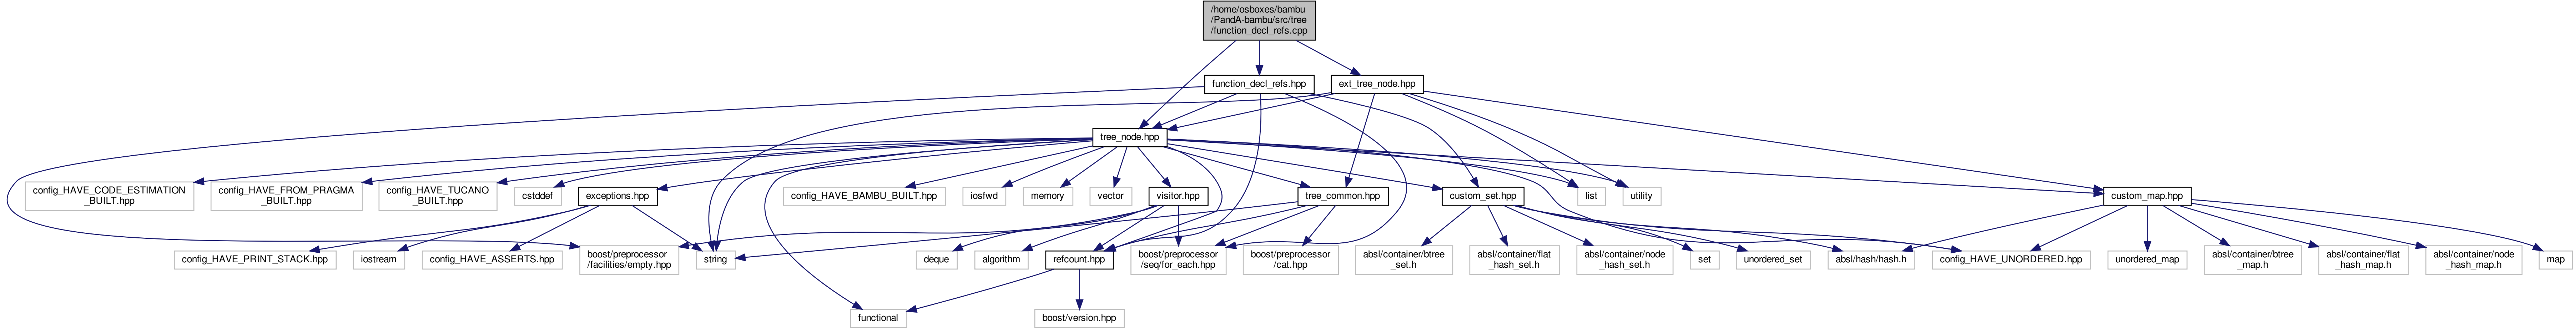 /home/osboxes/bambu
/PandA-bambu/src/tree
/function_decl_refs.cpp
function_decl_refs.hpp
ext_tree_node.hpp
tree_node.hpp
config_HAVE_CODE_ESTIMATION
_BUILT.hpp
config_HAVE_FROM_PRAGMA
_BUILT.hpp
config_HAVE_TUCANO
_BUILT.hpp
cstddef
exceptions.hpp
config_HAVE_BAMBU_BUILT.hpp
iosfwd
memory
vector
visitor.hpp
tree_common.hpp
custom_set.hpp
list
utility
custom_map.hpp
config_HAVE_PRINT_STACK.hpp
iostream
config_HAVE_ASSERTS.hpp
boost/preprocessor
/facilities/empty.hpp
string
deque
algorithm
refcount.hpp
boost/preprocessor
/seq/for_each.hpp
boost/preprocessor
/cat.hpp
absl/container/btree
_set.h
absl/container/flat
_hash_set.h
absl/container/node
_hash_set.h
set
unordered_set
absl/hash/hash.h
config_HAVE_UNORDERED.hpp
unordered_map
absl/container/btree
_map.h
absl/container/flat
_hash_map.h
absl/container/node
_hash_map.h
map
functional
boost/version.hpp